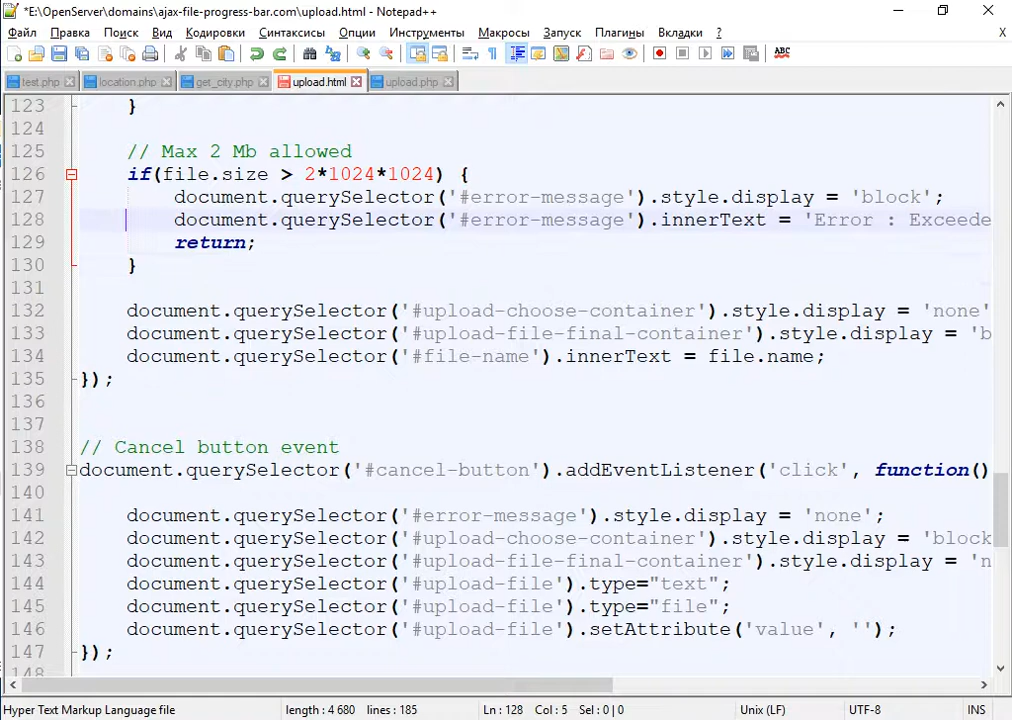 *E:\OpenServer\domains\ajax-file-progress-bar.com\upload.html - Notepad++
Файл Правка Поиск Вид Кодировки Синтаксисы Опции Инструменты Макросы Запуск Плагины Вкладки ? X
ABC
test.php location.php get_city.php upload.html upload.php
123 }
124
125 // Max 2 Mb allowed
126 if(file.size > 2*1024*1024) {
127 document.querySelector('#error-message').style.display = 'block';
128 document.querySelector('#error-message').innerText = 'Error : Exceede
129 return;
130 }
131
132 document.querySelector('#upload-choose-container').style.display = 'none'
133 document.querySelector('#upload-file-final-container').style.display = 'b
134 document.querySelector('#file-name').innerText = file.name;
135 });
136
137
138 // Cancel button event
139 document.querySelector('#cancel-button').addEventListener('click', function()
140
141 document.querySelector('#error-message').style.display = 'none';
142 document.querySelector('#upload-choose-container').style.display = 'block
143 document.querySelector('#upload-file-final-container').style.display = 'n
144 document.querySelector('#upload-file').type="text";
145 document.querySelector('#upload-file').type="file";
146 document.querySelector('#upload-file').setAttribute('value', '');
147 });
148
Hyper Text Markup Language file length : 4 680 lines : 185 Ln : 128 Col : 5 Sel : 0 | 0 Unix (LF) UTF-8 INS